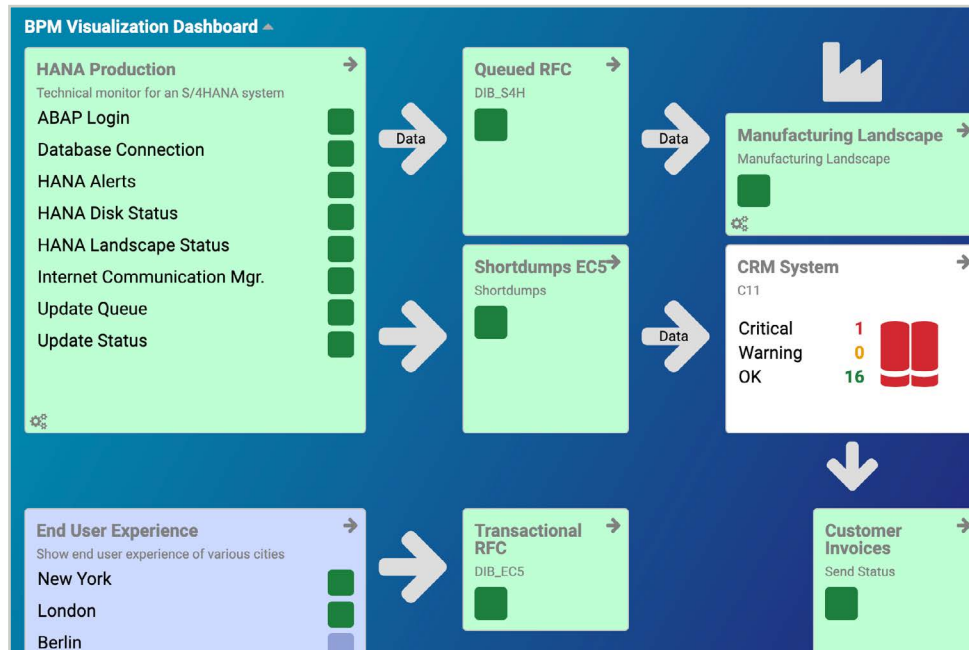 BPM Visualization Dashboard
HANA Production
Technical monitor for an S/4HANA system
ABAP Login
Database Connection
HANA Alerts
HANA Disk Status
HANA Landscape Status
Internet Communication Mgr.
Update Queue
Update Status
Data
Queued RFC
DIB_S4H
Data
Manufacturing Landscape
Manufacturing Landscape
Shortdumps EC5
Shortdumps
Data
CRM System
C11
Critical 1
Warning 0
OK 16
End User Experience
Show end user experience of various cities
New York
London
Berlin
Transactional
RFC
DIB_EC5
Customer
Invoices
Send Status